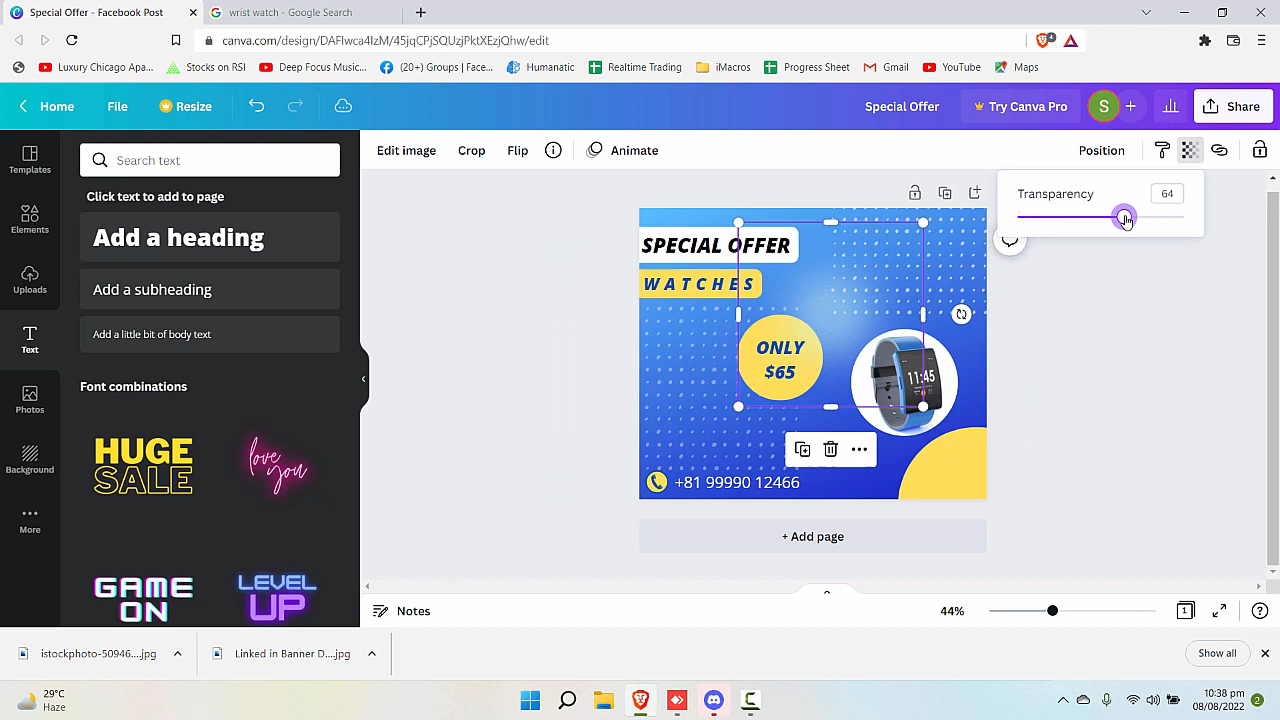 Special Offer - Facebook Post
wrist watch - Google Search
canva.com/design/DAFIwca4IzM/45jqCPjSQUzjPktXEzjQhw/edit
4
Luxury Chicago Apa...
Stocks on RSI
Deep Focus Music...
(20+) Groups | Face...
Humanatic
Realtime Trading
iMacros
Progress Sheet
Gmail
YouTube
Maps
Home
File
Resize
Special Offer
Try Canva Pro
S
Share
Templates
Elements
Uploads
Text
Photos
Background
More
Search text
Click text to add to page
Add a heading
Add a subheading
Add a little bit of body text
Font combinations
HUGE
SALE
love
you
GAME
ON
LEVEL
UP
Edit image
Crop
Flip
Animate
Position
Transparency
64
SPECIAL OFFER
WATCHES
ONLY
$65
11:45
+81 99990 12466
+ Add page
Notes
44%
1
istockphoto-50946....jpg
Linked in Banner D....jpg
Show all
29°C
Haze
10:38 pm
08/08/2022
2